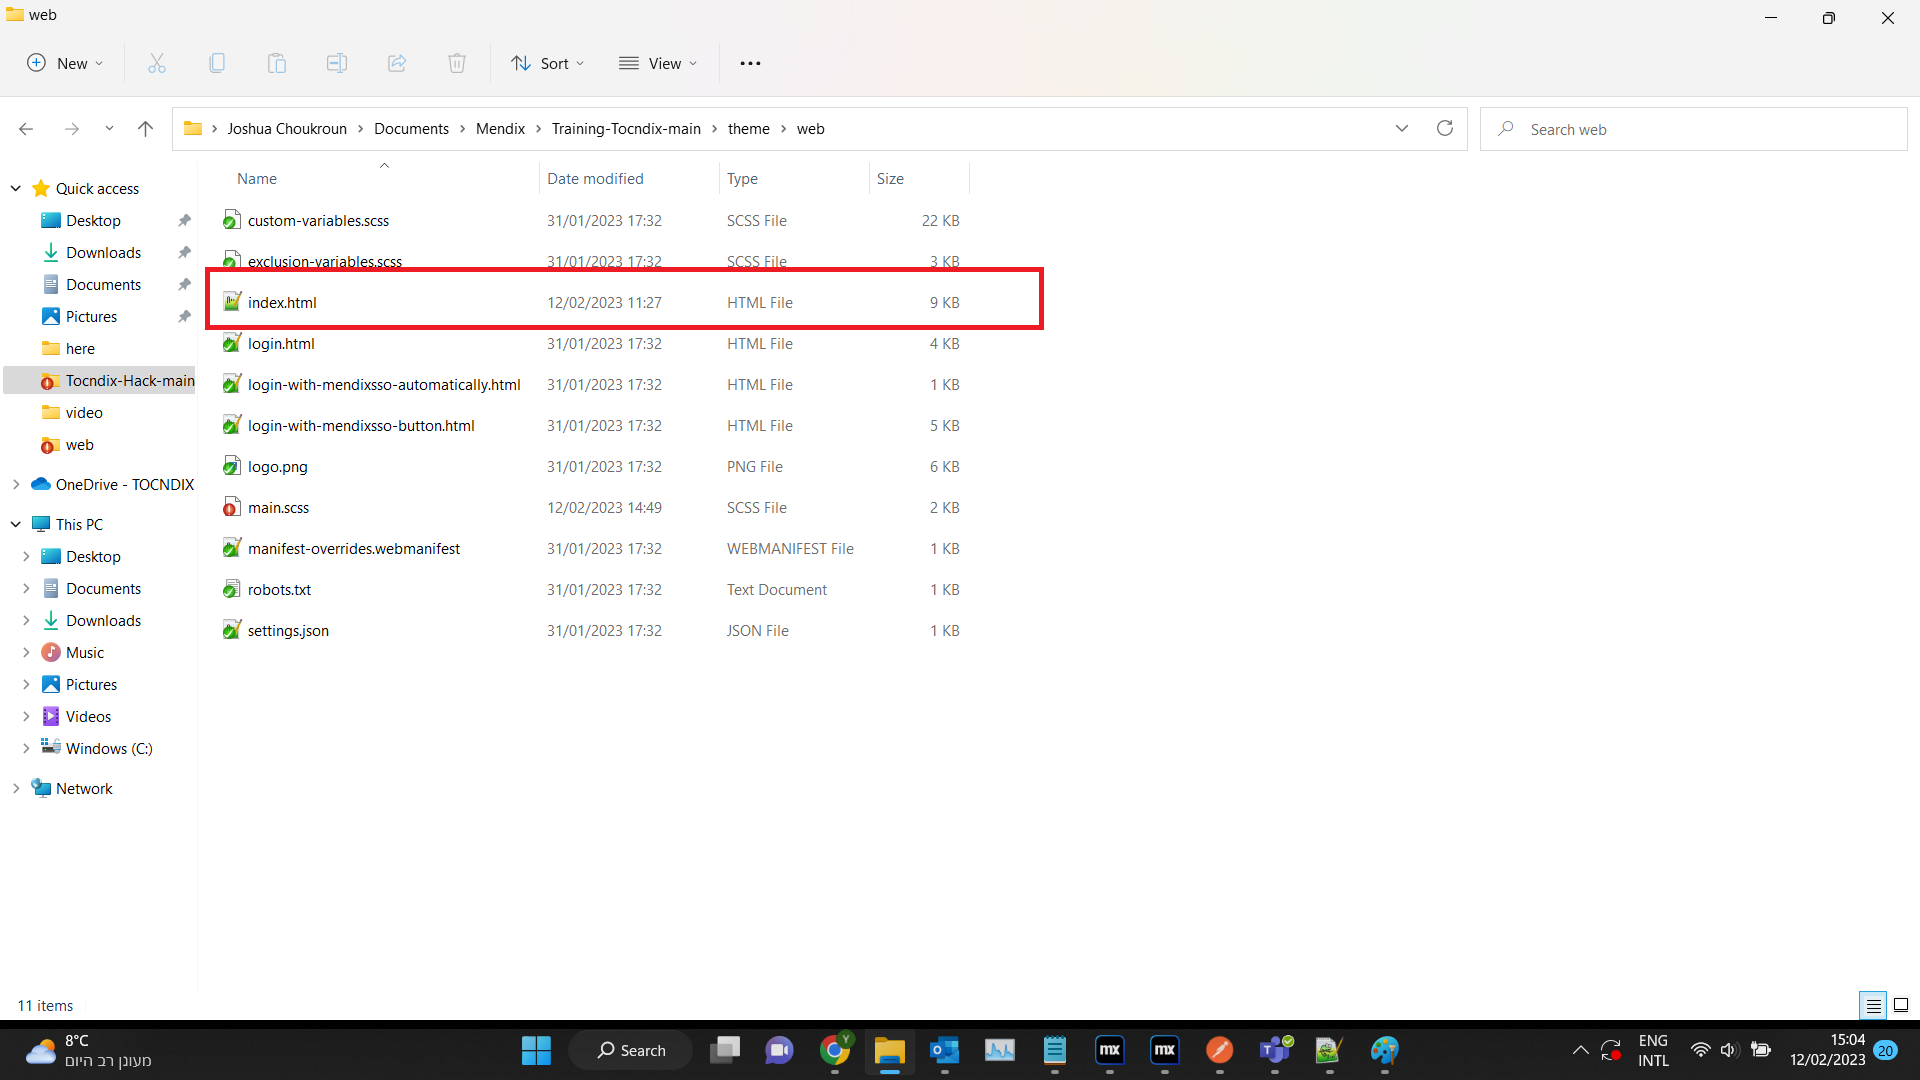 web
New
Sort
View
Joshua Choukroun > Documents > Mendix > Training-Tocndix-main > theme > web
Search web
Name Date modified Type Size
Quick access
Desktop
Downloads
Documents
Pictures
here
Tocndix-Hack-main
video
web
OneDrive - TOCNDIX
This PC
Desktop
Documents
Downloads
Music
Pictures
Videos
Windows (C:)
Network
custom-variables.scss 31/01/2023 17:32 SCSS File 22 KB
exclusion-variables.scss 31/01/2023 17:32 SCSS File 3 KB
index.html 12/02/2023 11:27 HTML File 9 KB
login.html 31/01/2023 17:32 HTML File 4 KB
login-with-mendixsso-automatically.html 31/01/2023 17:32 HTML File 1 KB
login-with-mendixsso-button.html 31/01/2023 17:32 HTML File 5 KB
logo.png 31/01/2023 17:32 PNG File 6 KB
main.scss 12/02/2023 14:49 SCSS File 2 KB
manifest-overrides.webmanifest 31/01/2023 17:32 WEBMANIFEST File 1 KB
robots.txt 31/01/2023 17:32 Text Document 1 KB
settings.json 31/01/2023 17:32 JSON File 1 KB
11 items
8°C
מעונן רב היום
Search
Y
mx
mx
ENG
INTL
15:04
12/02/2023
20